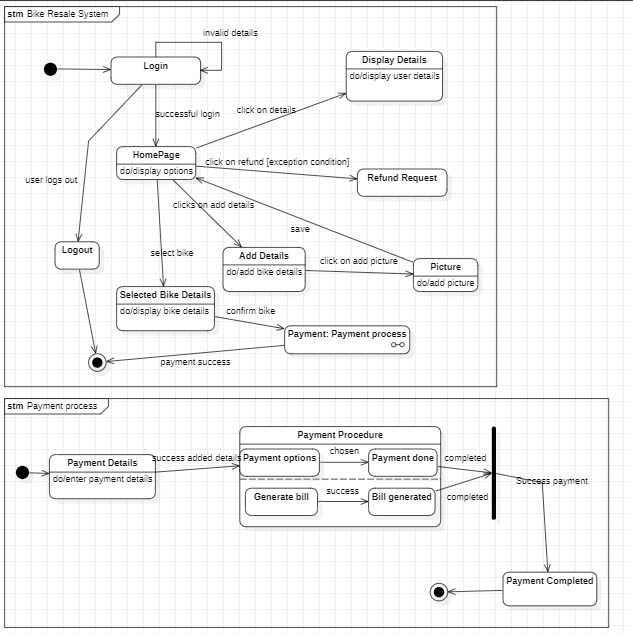 stm Bike Resale System
invalid details
Login
Display Details
do/display user details
successful login
click on details
HomePage
do/display options
click on refund [exception condition]
Refund Request
user logs out
clicks on add details
save
Logout
select bike
Add Details
do/add bike details
click on add picture
Picture
do/add picture
Selected Bike Details
do/display bike details
confirm bike
Payment: Payment process
payment success
stm Payment process
Payment Procedure
Payment Details
do/enter payment details
success added details
Payment options
chosen
Payment done
completed
Generate bill
success
Bill generated
completed
Success payment
Payment Completed